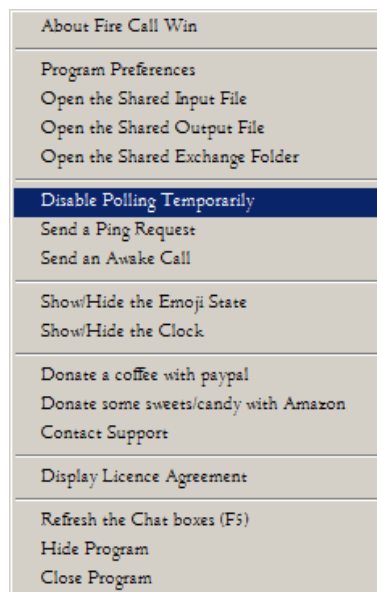 About Fire Call Win
Program Preferences
Open the Shared Input File
Open the Shared Output File
Open the Shared Exchange Folder
Disable Polling Temporarily
Send a Ping Request
Send an Awake Call
Show/Hide the Emoji State
Show/Hide the Clock
Donate a coffee with paypal
Donate some sweets/candy with Amazon
Contact Support
Display Licence Agreement
Refresh the Chat boxes (F5)
Hide Program
Close Program